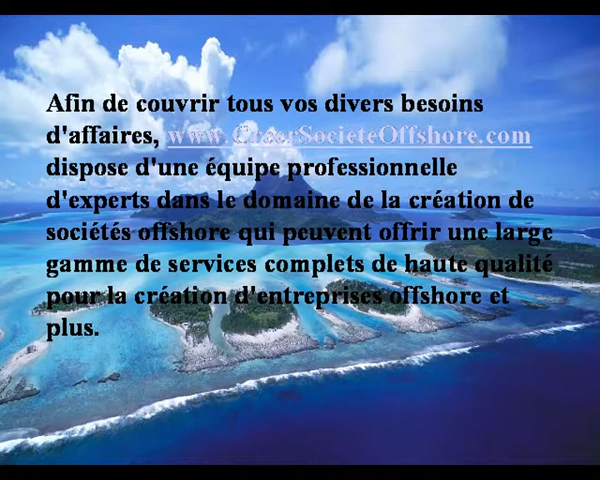 Afin de couvrir tous vos divers besoins
d'affaires, www.CreerSocieteOffshore.com
dispose d'une équipe professionnelle
d'experts dans le domaine de la création de
sociétés offshore qui peuvent offrir une large
gamme de services complets de haute qualité
pour la création d'entreprises offshore et
plus.